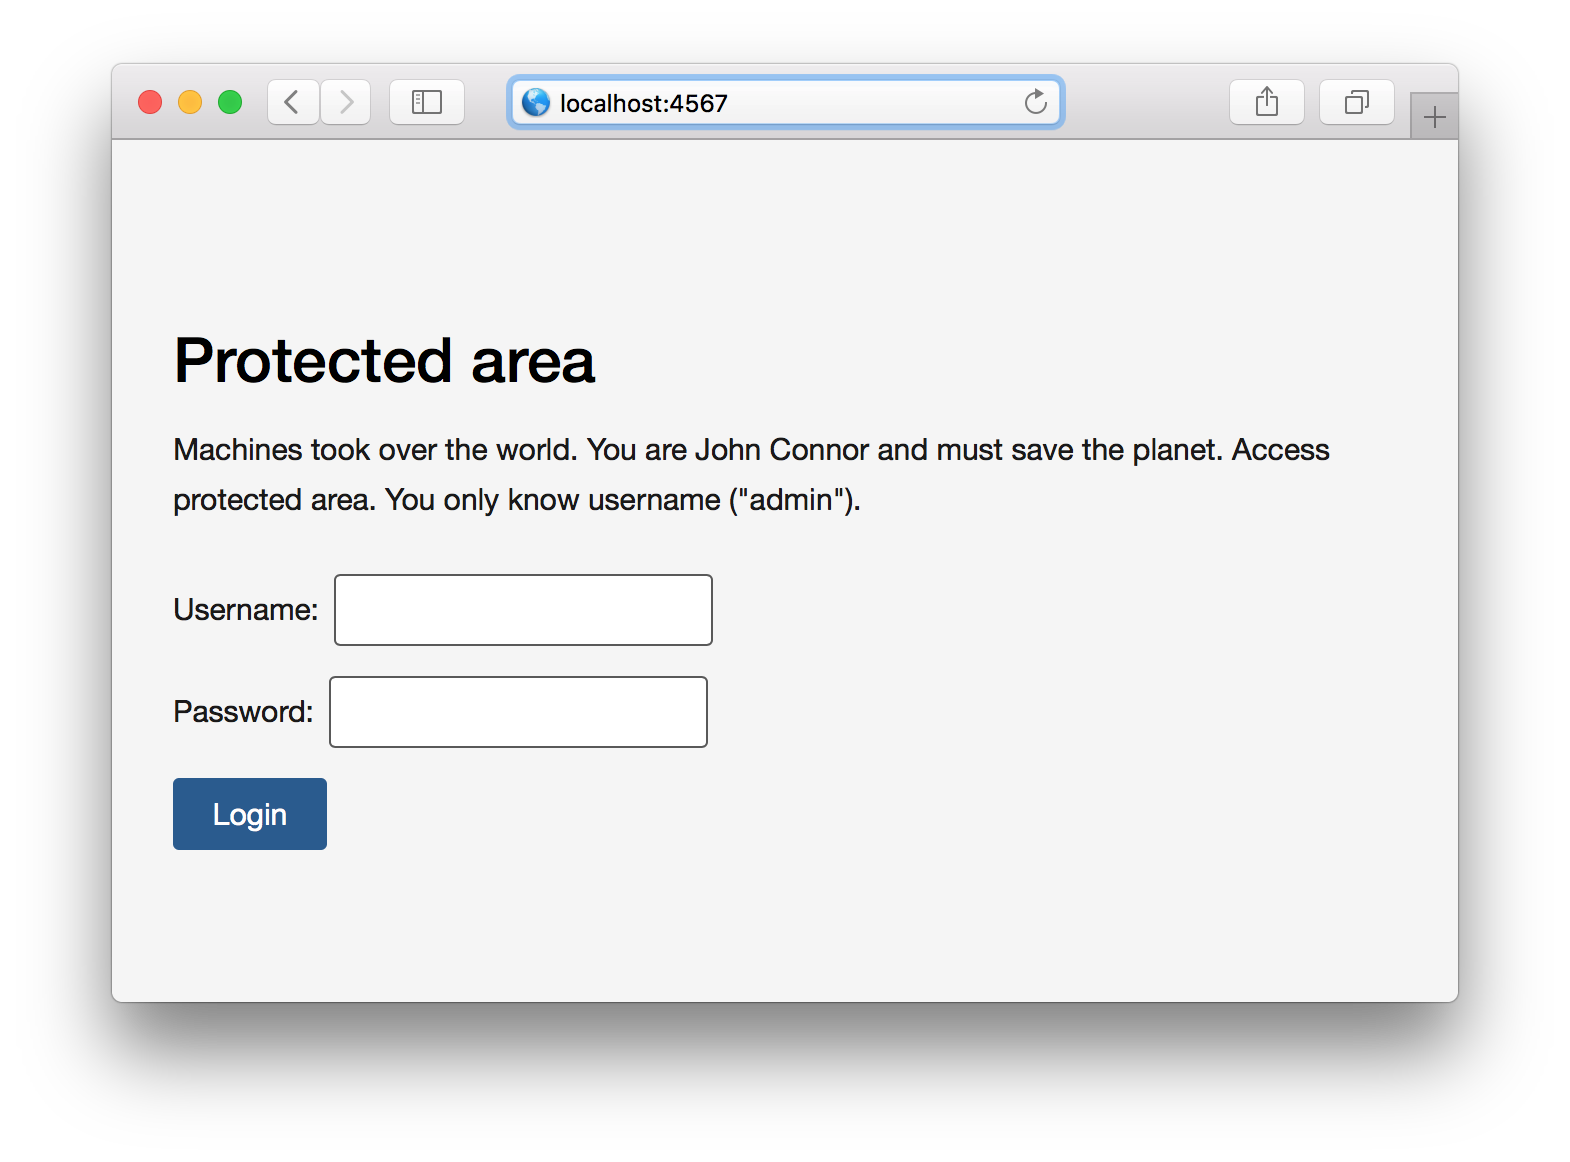 localhost:4567
Protected area
Machines took over the world. You are John Connor and must save the planet. Access
protected area. You only know username ("admin").
Username:
Password:
Login